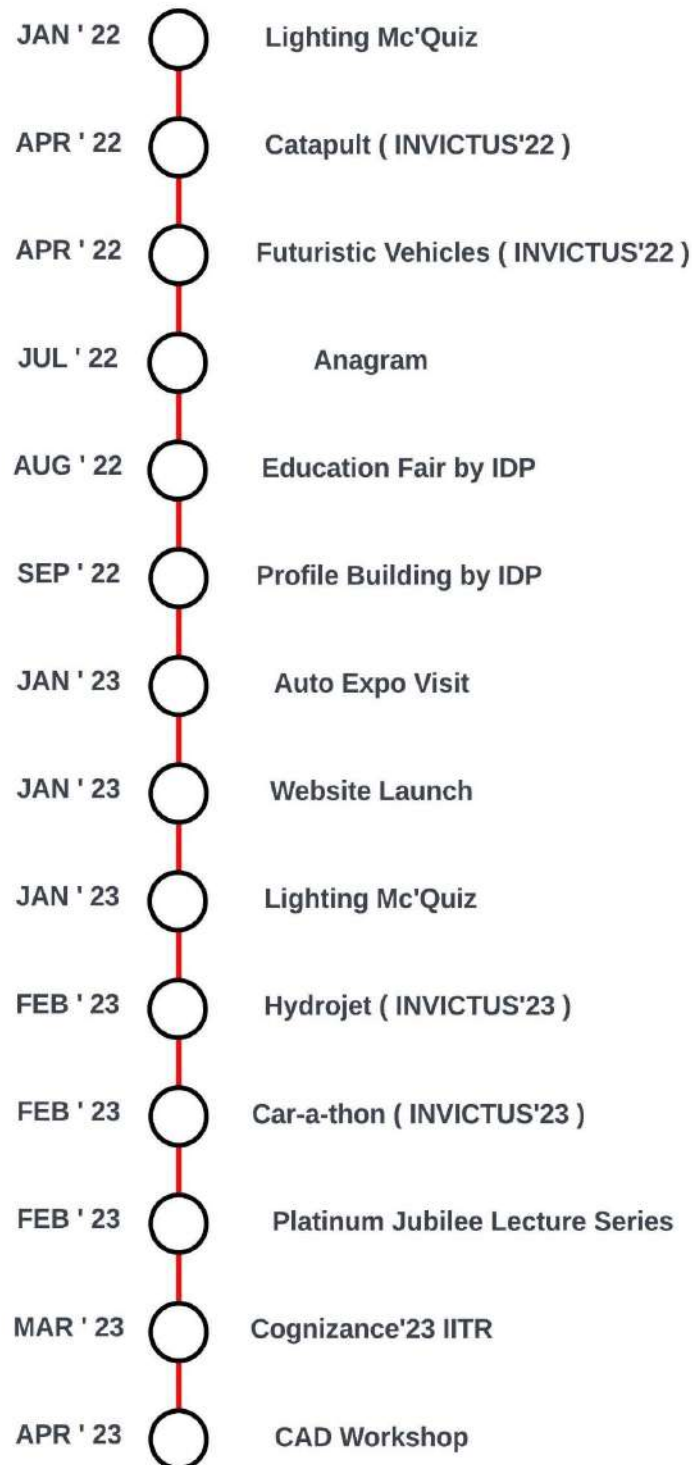 JAN ' 22 Lighting Mc'Quiz
APR ' 22 Catapult ( INVICTUS'22 )
APR ' 22 Futuristic Vehicles ( INVICTUS'22 )
JUL ' 22 Anagram
AUG ' 22 Education Fair by IDP
SEP ' 22 Profile Building by IDP
JAN ' 23 Auto Expo Visit
JAN ' 23 Website Launch
JAN ' 23 Lighting Mc'Quiz
FEB ' 23 Hydrojet ( INVICTUS'23 )
FEB ' 23 Car-a-thon ( INVICTUS'23 )
FEB ' 23 Platinum Jubilee Lecture Series
MAR ' 23 Cognizance'23 IITR
APR ' 23 CAD Workshop